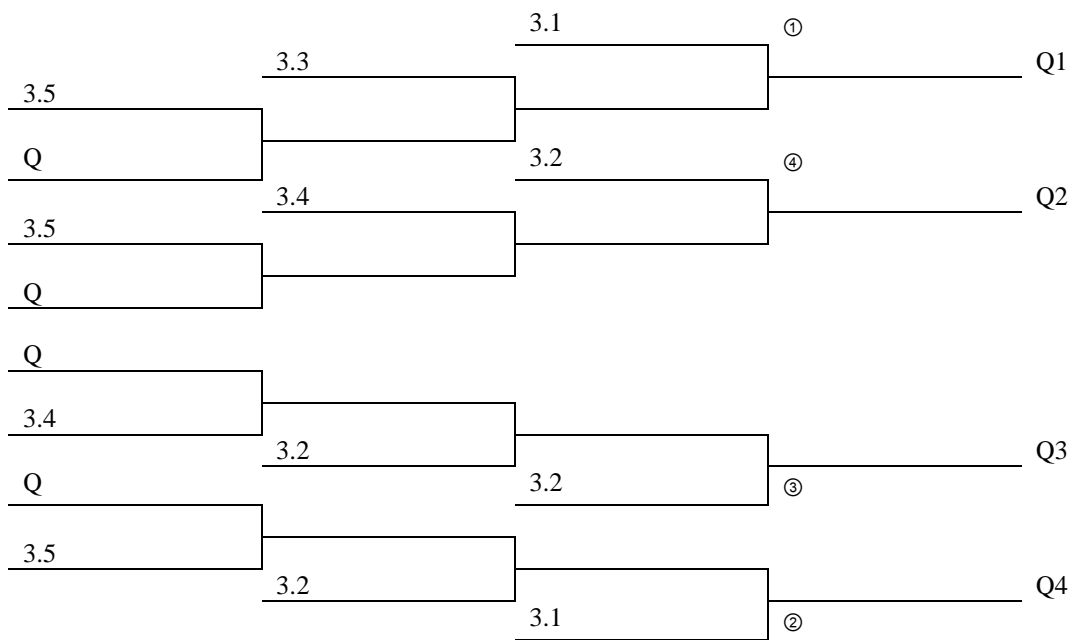 3.1 ①
3.3 Q1
3.5
Q 3.2 ④
3.4 Q2
3.5
Q
Q
3.4
3.2 Q3
Q 3.2 ③
3.5
3.2 Q4
3.1 ②